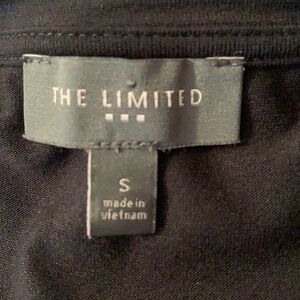 THE LIMITED
S
made in
vietnam